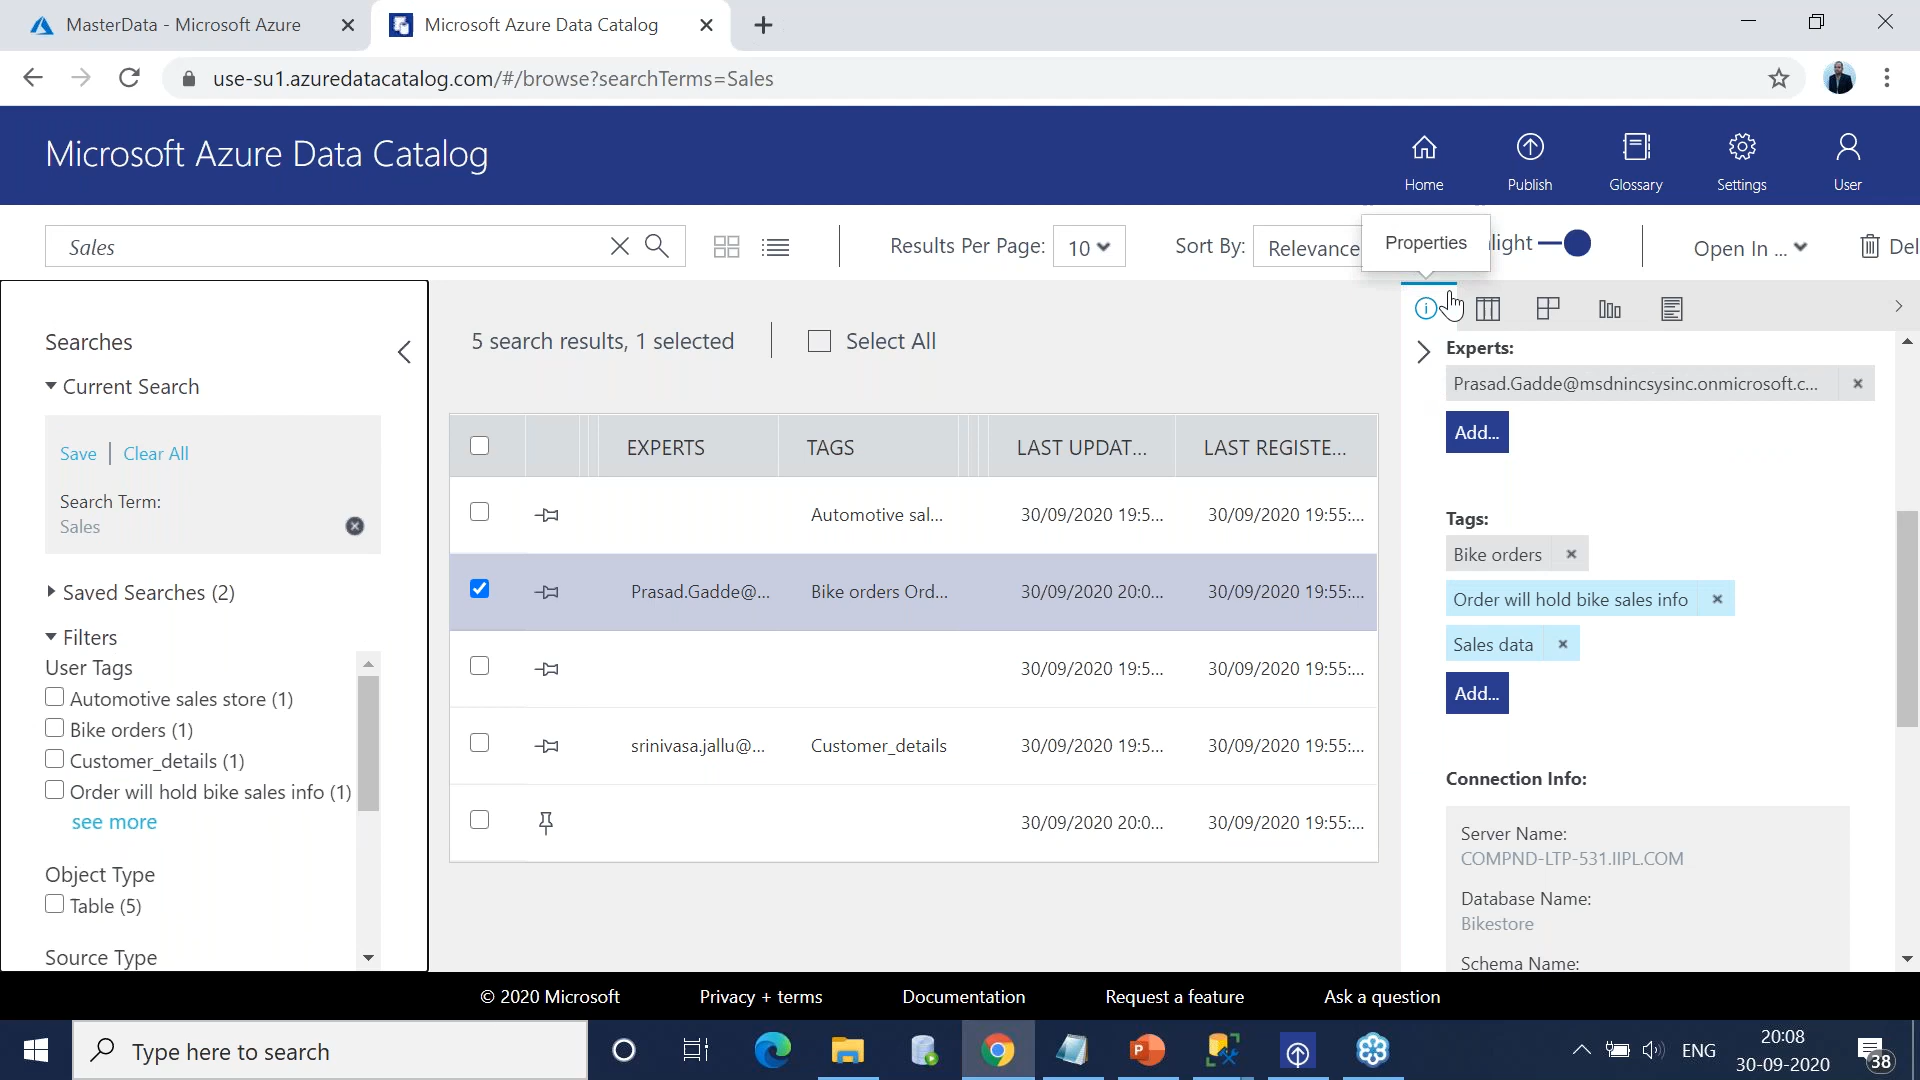 MasterData - Microsoft Azure
Microsoft Azure Data Catalog
use-su1.azuredatacatalog.com/#/browse?searchTerms=Sales
Microsoft Azure Data Catalog
Home
Publish
Glossary
Settings
User
Sales
Results Per Page:
10
Sort By:
Relevance
Properties
light
Open In ...
Del
Searches
Current Search
Save | Clear All
Search Term:
Sales
Saved Searches (2)
Filters
User Tags
Automotive sales store (1)
Bike orders (1)
Customer_details (1)
Order will hold bike sales info (1)
see more
Object Type
Table (5)
Source Type
5 search results, 1 selected
Select All
EXPERTS TAGS LAST UPDAT... LAST REGISTE...
Automotive sal... 30/09/2020 19:5... 30/09/2020 19:55:...
Prasad.Gadde@... Bike orders Ord... 30/09/2020 20:0... 30/09/2020 19:55:...
30/09/2020 19:5... 30/09/2020 19:55:...
srinivasa.jallu@... Customer_details 30/09/2020 19:5... 30/09/2020 19:55:...
30/09/2020 20:0... 30/09/2020 19:55:...
Experts:
Prasad.Gadde@msdnincsysinc.onmicrosoft.c...
Add...
Tags:
Bike orders
Order will hold bike sales info
Sales data
Add...
Connection Info:
Server Name:
COMPND-LTP-531.IIPL.COM
Database Name:
Bikestore
Schema Name:
© 2020 Microsoft
Privacy + terms
Documentation
Request a feature
Ask a question
Type here to search
ENG
20:08
30-09-2020
38